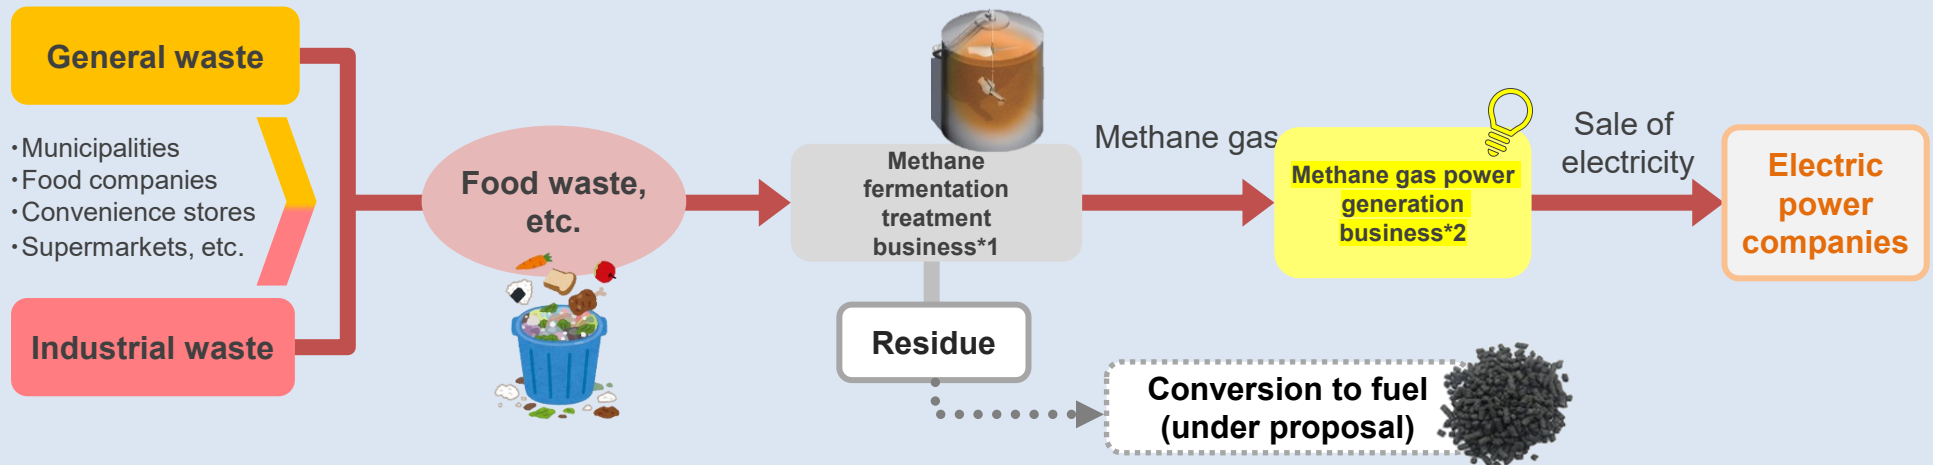 General waste
・Municipalities
・Food companies
・Convenience stores
・Supermarkets, etc.
Industrial waste
Food waste,
etc.
Methane
fermentation
treatment
business*1
Residue
Methane gas
Methane gas power
generation
business*2
Sale of
electricity
Electric
power
companies
Conversion to fuel
(under proposal)